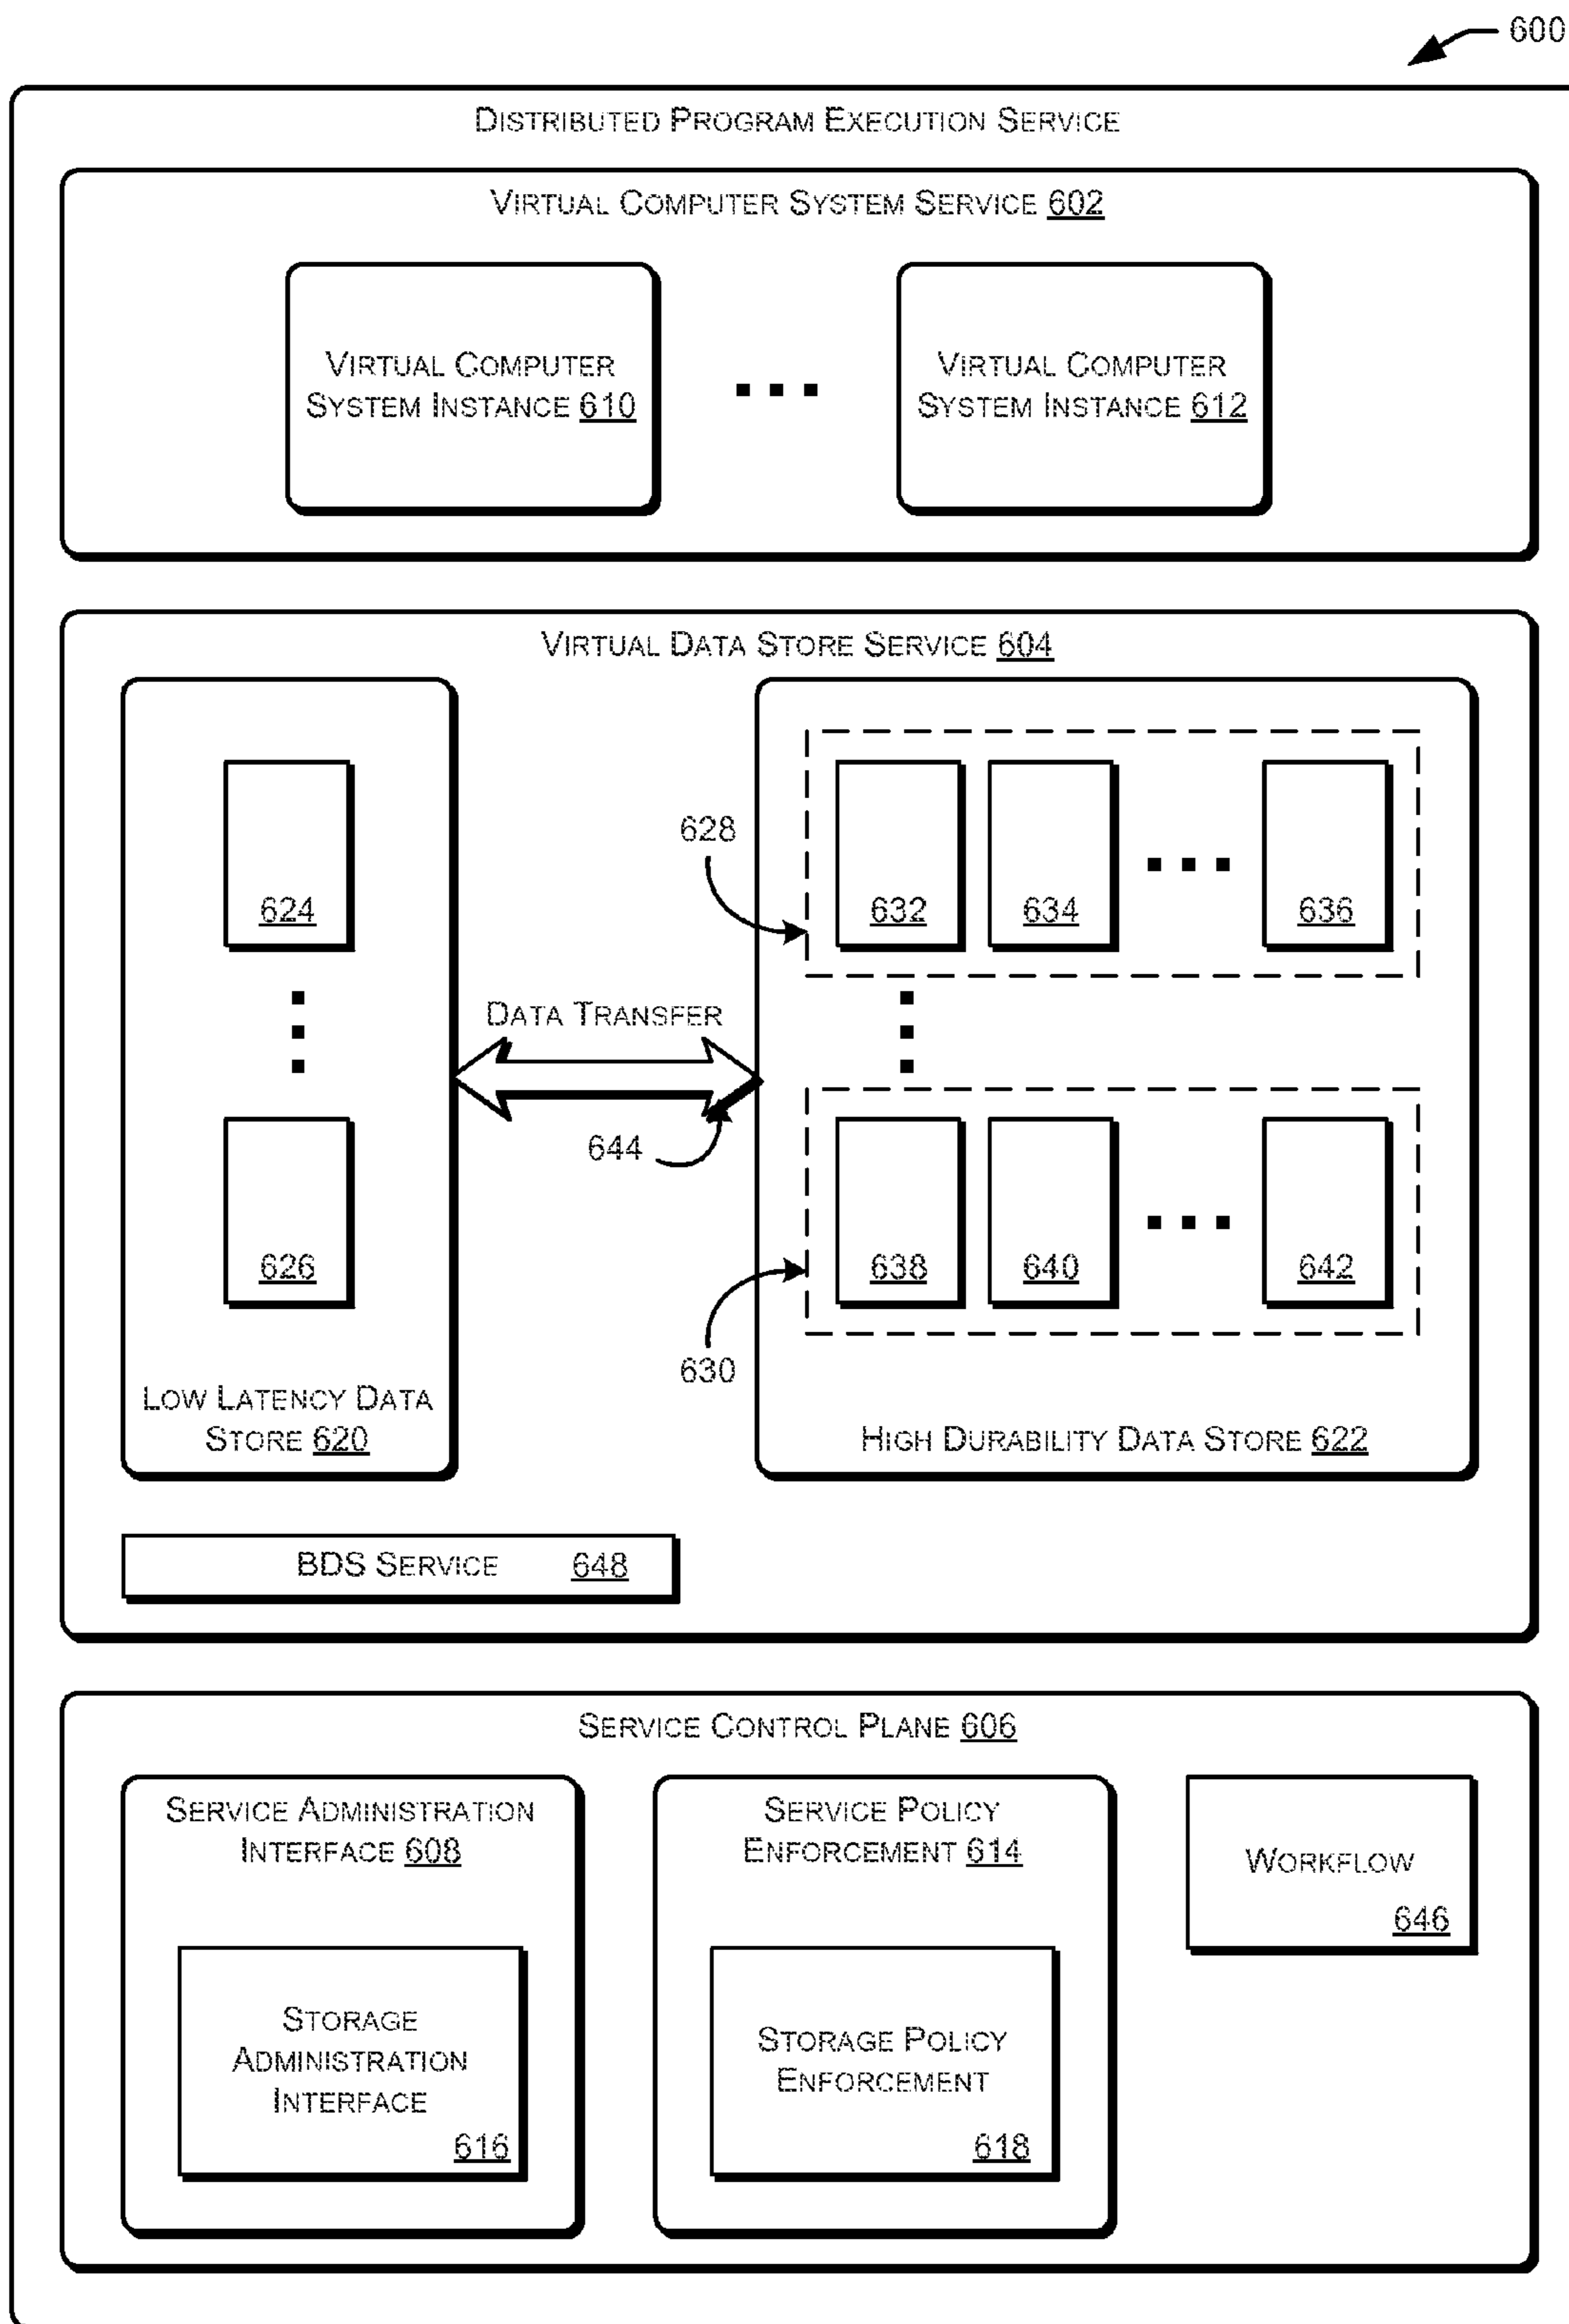 600
DISTRIBUTED PROGRAM EXECUTION SERVICE
VIRTUAL COMPUTER SYSTEM SERVICE 602
VIRTUAL COMPUTER
SYSTEM INSTANCE 610
VIRTUAL COMPUTER
SYSTEM INSTANCE 612
VIRTUAL DATA STORE SERVICE 604
624
626
LOW LATENCY DATA
STORE 620
DATA TRANSFER
644
628
632 634 636
630
638 640 642
HIGH DURABILITY DATA STORE 622
BDS SERVICE 648
SERVICE CONTROL PLANE 606
SERVICE ADMINISTRATION
INTERFACE 608
STORAGE
ADMINISTRATION
INTERFACE
616
SERVICE POLICY
ENFORCEMENT 614
STORAGE POLICY
ENFORCEMENT
618
WORKFLOW
646